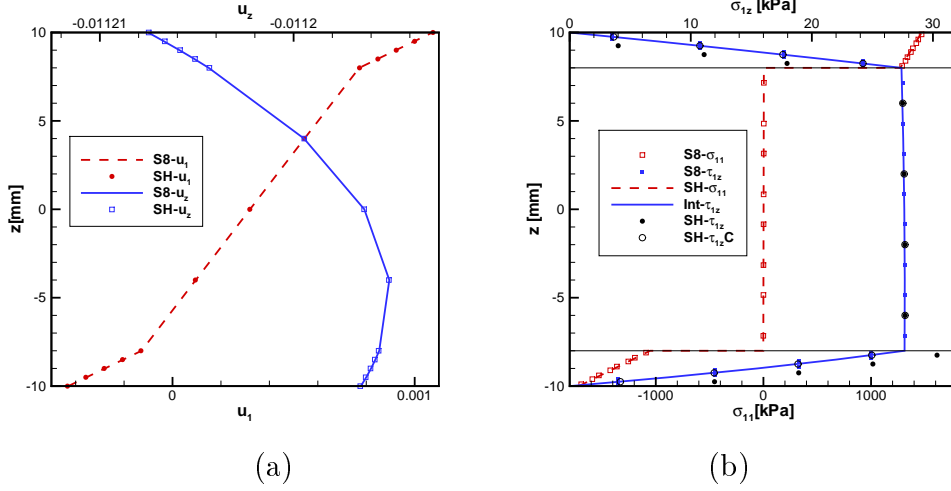 u_z
-0.01121 -0.0112
10
5
0
-5
-10
z[mm]
S8-u_1
SH-u_1
S8-u_z
SH-u_z
0 0.001
u_1
(a)
σ_1z [kPa]
0 10 20 30
10
5
0
-5
-10
z [mm]
S8-σ_11
S8-τ_1z
SH-σ_11
Int-τ_1z
SH-τ_1z
SH-τ_1zC
-1000 0 1000
σ_11[kPa]
(b)